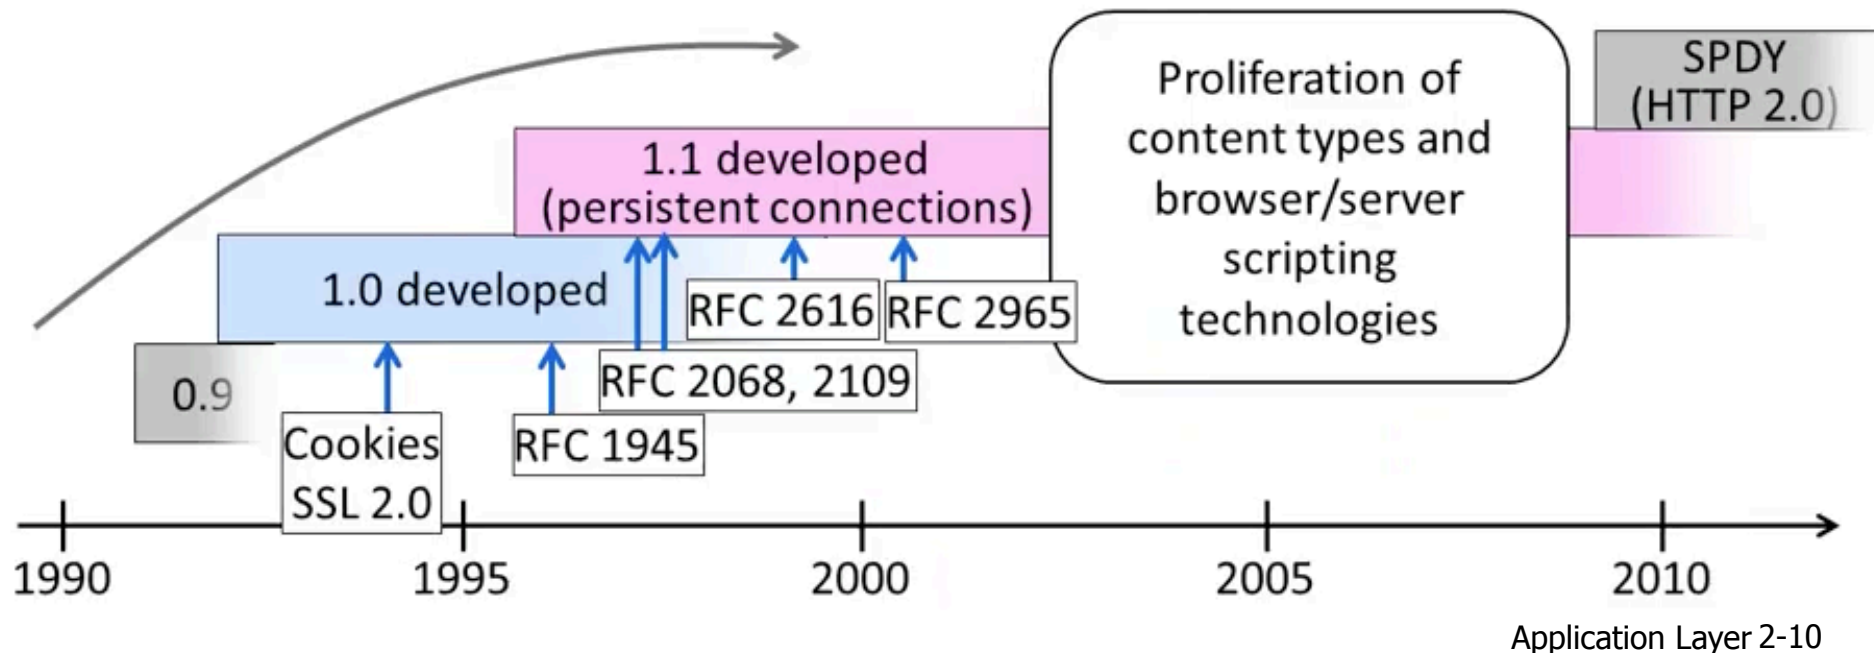 SPDY
(HTTP 2.0)
Proliferation of
content types and
browser/server
scripting
technologies
1.1 developed
(persistent connections)
1.0 developed
RFC 2616
RFC 2965
0.9
RFC 2068, 2109
Cookies
SSL 2.0
RFC 1945
1990
1995
2000
2005
2010
Application Layer 2-10